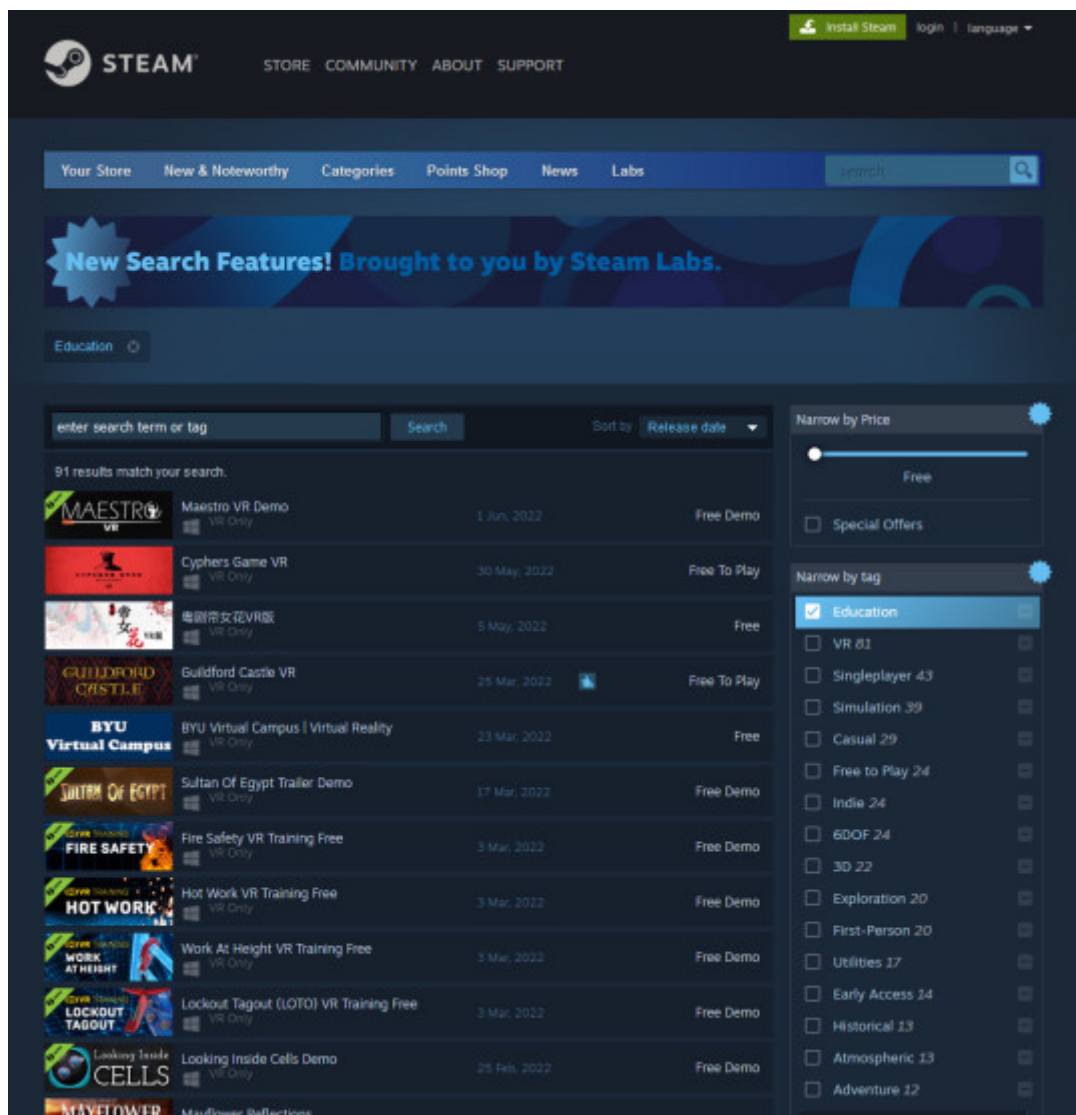 Install Steam login | language
STEAM®
STORE COMMUNITY ABOUT SUPPORT
Your Store New & Noteworthy Categories Points Shop News Labs
search
New Search Features! Brought to you by Steam Labs.
Education
enter search term or tag
Search
Sort by Release date
91 results match your search.
MAESTRO
VR
Maestro VR Demo
VR Only
1 Jun, 2022
Free Demo
Cyphers Game VR
VR Only
30 May, 2022
Free To Play
帝
女
花 VR版
粤剧帝女花VR版
VR Only
5 May, 2022
Free
GUILDFORD
CASTLE
Guildford Castle VR
VR Only
25 Mar, 2022
Free To Play
BYU
Virtual Campus
BYU Virtual Campus | Virtual Reality
VR Only
23 Mar, 2022
Free
SULTAN OF EGYPT
Sultan Of Egypt Trailer Demo
VR Only
17 Mar, 2022
Free Demo
FIRE SAFETY
Fire Safety VR Training Free
VR Only
3 Mar, 2022
Free Demo
HOT WORK
Hot Work VR Training Free
VR Only
3 Mar, 2022
Free Demo
WORK
AT HEIGHT
Work At Height VR Training Free
VR Only
3 Mar, 2022
Free Demo
LOCKOUT
TAGOUT
Lockout Tagout (LOTO) VR Training Free
VR Only
3 Mar, 2022
Free Demo
Looking Inside
CELLS
Looking Inside Cells Demo
VR Only
25 Feb, 2022
Free Demo
MAYFLOWER
Mayflower Reflections
Narrow by Price
Free
Special Offers
Narrow by tag
Education
VR 81
Singleplayer 43
Simulation 39
Casual 29
Free to Play 24
Indie 24
6DOF 24
3D 22
Exploration 20
First-Person 20
Utilities 17
Early Access 14
Historical 13
Atmospheric 13
Adventure 12